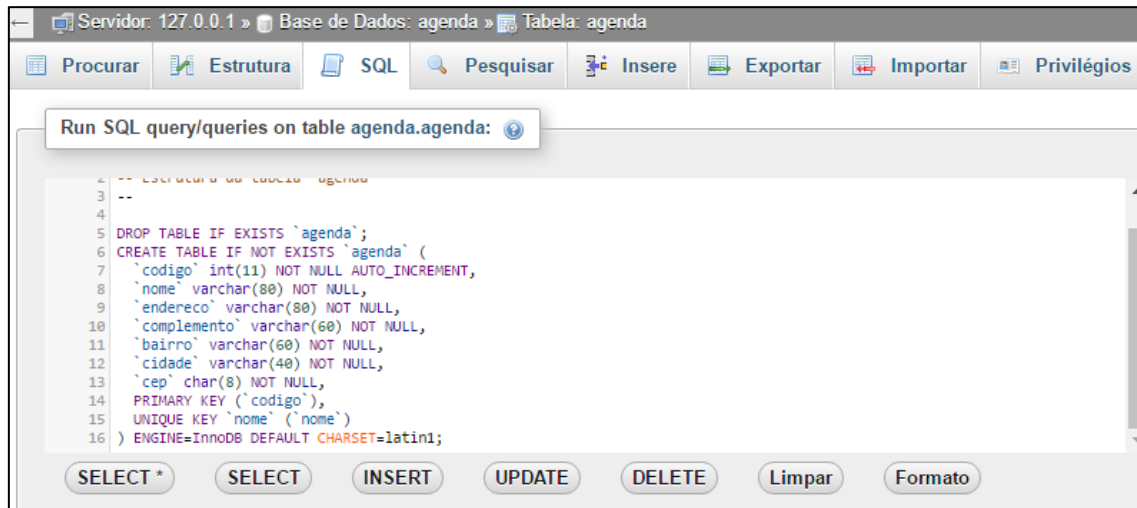 ← Servidor: 127.0.0.1 » Base de Dados: agenda » Tabela: agenda
Procurar Estrutura SQL Pesquisar Insere Exportar Importar Privilégios
Run SQL query/queries on table agenda.agenda:
2 -- Estrutura da tabela `agenda`
3 --
4
5 DROP TABLE IF EXISTS `agenda`;
6 CREATE TABLE IF NOT EXISTS `agenda` (
7 `codigo` int(11) NOT NULL AUTO_INCREMENT,
8 `nome` varchar(80) NOT NULL,
9 `endereco` varchar(80) NOT NULL,
10 `complemento` varchar(60) NOT NULL,
11 `bairro` varchar(60) NOT NULL,
12 `cidade` varchar(40) NOT NULL,
13 `cep` char(8) NOT NULL,
14 PRIMARY KEY (`codigo`),
15 UNIQUE KEY `nome` (`nome`)
16 ) ENGINE=InnoDB DEFAULT CHARSET=latin1;
SELECT * SELECT INSERT UPDATE DELETE Limpar Formato